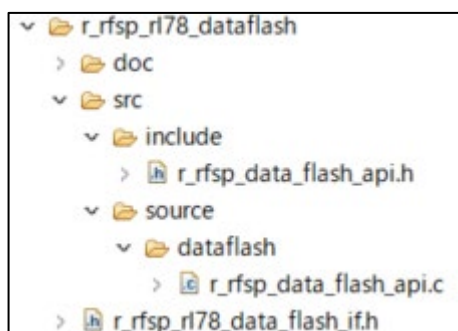 r_rfsp_rl78_dataflash
doc
src
include
r_rfsp_data_flash_api.h
source
dataflash
r_rfsp_data_flash_api.c
r_rfsp_rl78_data_flash_if.h